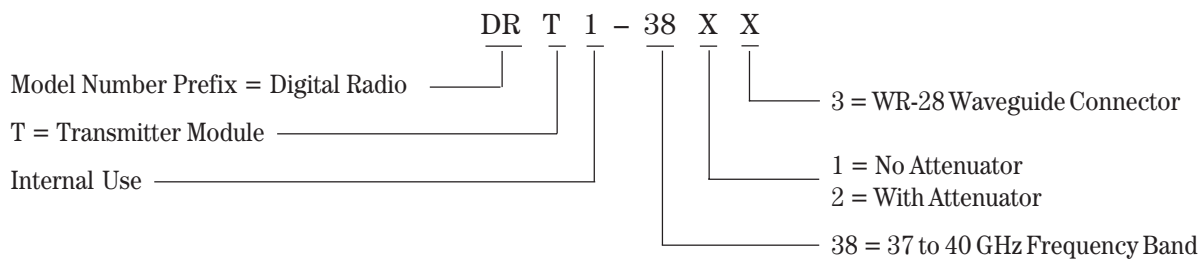 DR T 1 – 38 X X
Model Number Prefix = Digital Radio
T = Transmitter Module
Internal Use
3 = WR-28 Waveguide Connector
1 = No Attenuator
2 = With Attenuator
38 = 37 to 40 GHz Frequency Band